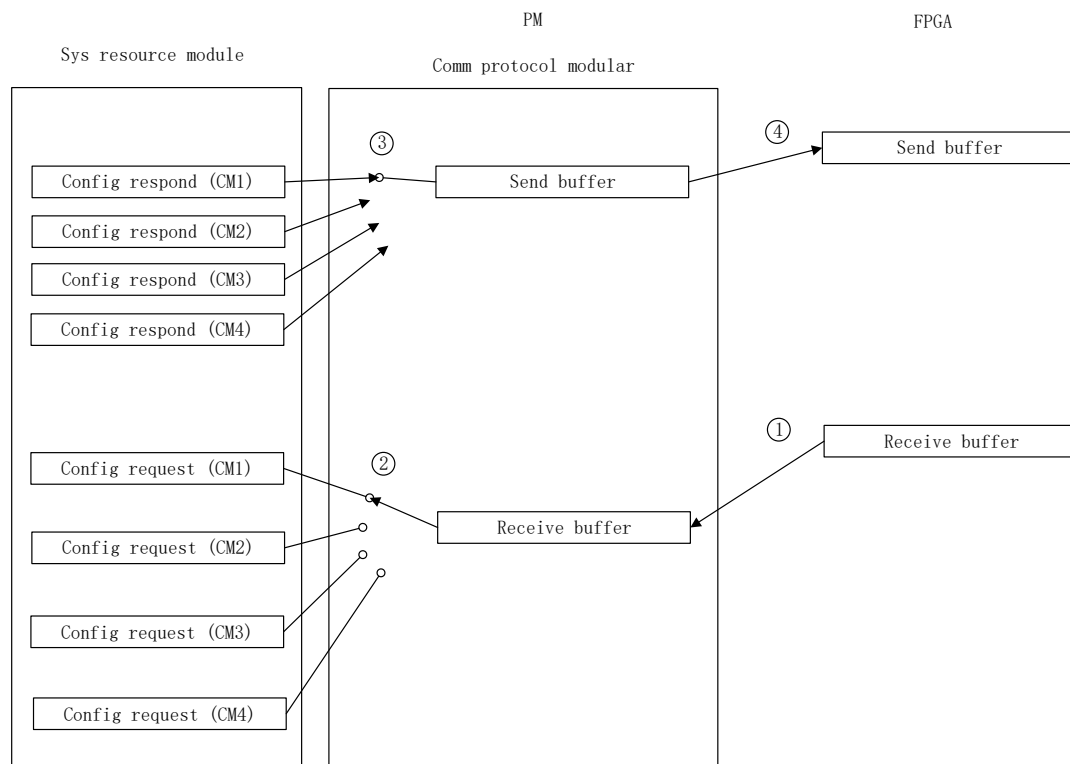 PM
FPGA
Sys resource module
Comm protocol modular
③
④
Send buffer
Config respond (CM1)
Send buffer
Config respond (CM2)
Config respond (CM3)
Config respond (CM4)
①
Receive buffer
②
Config request (CM1)
Receive buffer
Config request (CM2)
Config request (CM3)
Config request (CM4)